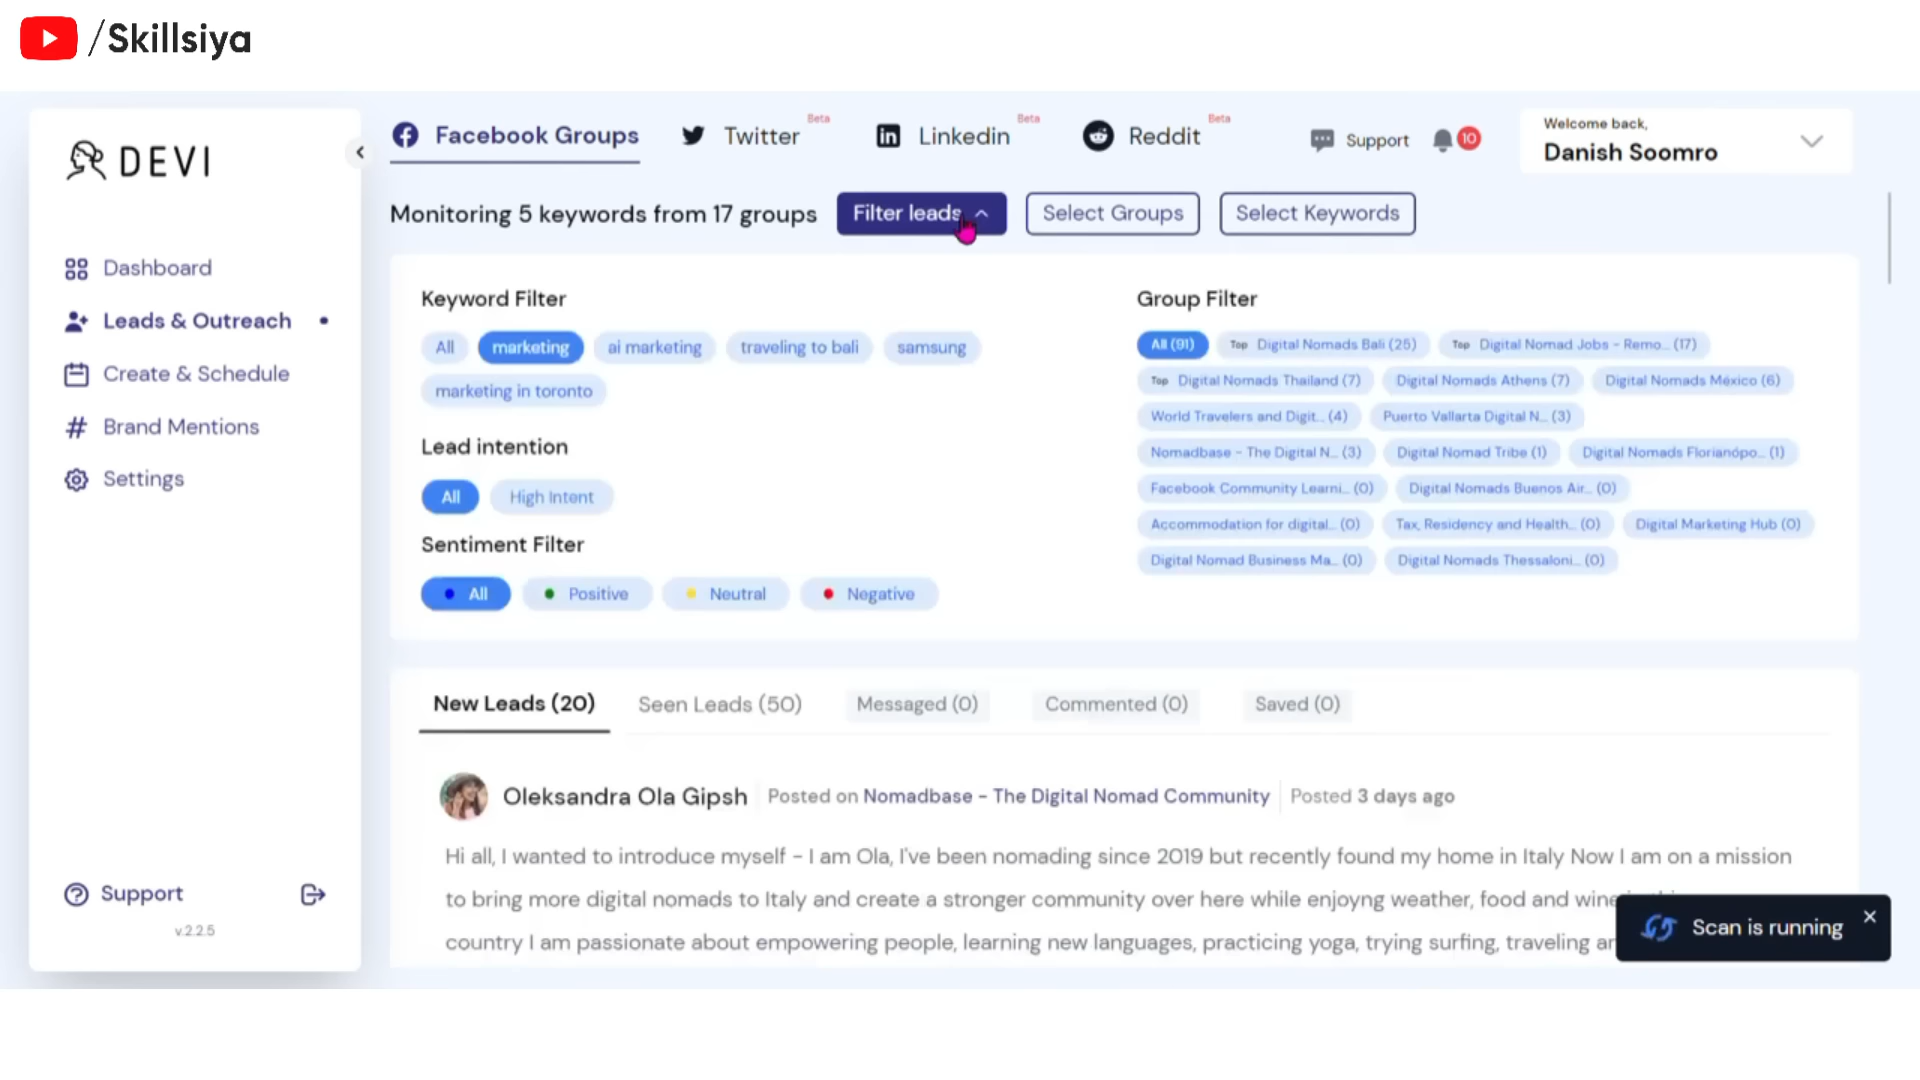 /Skillsiya
DEVI
Dashboard
Leads & Outreach
Create & Schedule
Brand Mentions
Settings
Support
v.2.2.5
Facebook Groups
Twitter
Beta
Linkedin
Beta
Reddit
Beta
Support
10
Welcome back,
Danish Soomro
Monitoring 5 keywords from 17 groups
Filter leads
Select Groups
Select Keywords
Keyword Filter
All marketing ai marketing traveling to bali samsung
marketing in toronto
Lead intention
All High Intent
Sentiment Filter
All Positive Neutral Negative
Group Filter
All (91) Top Digital Nomads Bali (25) Top Digital Nomad Jobs - Remo... (17)
Top Digital Nomads Thailand (7) Digital Nomads Athens (7) Digital Nomads México (6)
World Travelers and Digit... (4) Puerto Vallarta Digital N... (3)
Nomadbase - The Digital N... (3) Digital Nomad Tribe (1) Digital Nomads Florianópo... (1)
Facebook Community Learni... (0) Digital Nomads Buenos Air... (0)
Accommodation for digital... (0) Tax, Residency and Health... (0) Digital Marketing Hub (0)
Digital Nomad Business Ma... (0) Digital Nomads Thessaloni... (0)
New Leads (20) Seen Leads (50) Messaged (0) Commented (0) Saved (0)
Oleksandra Ola Gipsh Posted on Nomadbase - The Digital Nomad Community Posted 3 days ago
Hi all, I wanted to introduce myself - I am Ola, I've been nomading since 2019 but recently found my home in Italy Now I am on a mission
to bring more digital nomads to Italy and create a stronger community over here while enjoyng weather, food and wine
country I am passionate about empowering people, learning new languages, practicing yoga, trying surfing, traveling
Scan is running